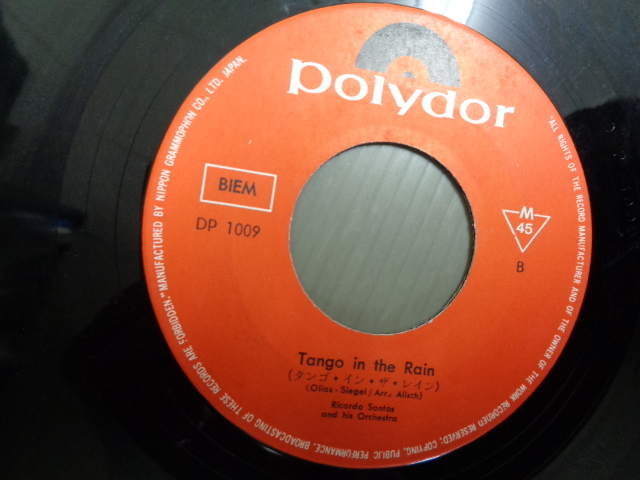 polydor
BIEM
DP 1009
M
45
B
Tango in the Rain
(タンゴ・イン・ザ・レイン)
(Olias - Siegel / Arr.; Alisch)
Ricardo Santos
and his Orchestra
"ALL RIGHTS OF THE RECORD MANUFACTURER AND OF THE OWNER OF THE WORK RECORDED RESERVED; COPYING, PUBLIC PERFORMANCE, BROADCASTING OF THESE RECORDS ARE FORBIDDEN." MANUFACTURED BY NIPPON GRAMMOPHON CO., LTD. JAPAN.